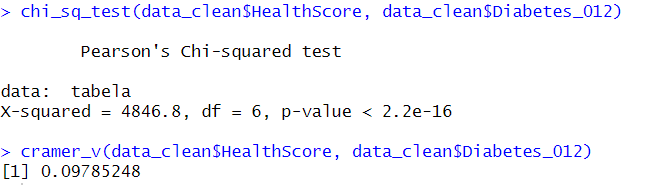 > chi_sq_test(data_clean$HealthScore, data_clean$Diabetes_012)
Pearson's Chi-squared test
data:  tabela
X-squared = 4846.8, df = 6, p-value < 2.2e-16
> cramer_v(data_clean$HealthScore, data_clean$Diabetes_012)
[1] 0.09785248